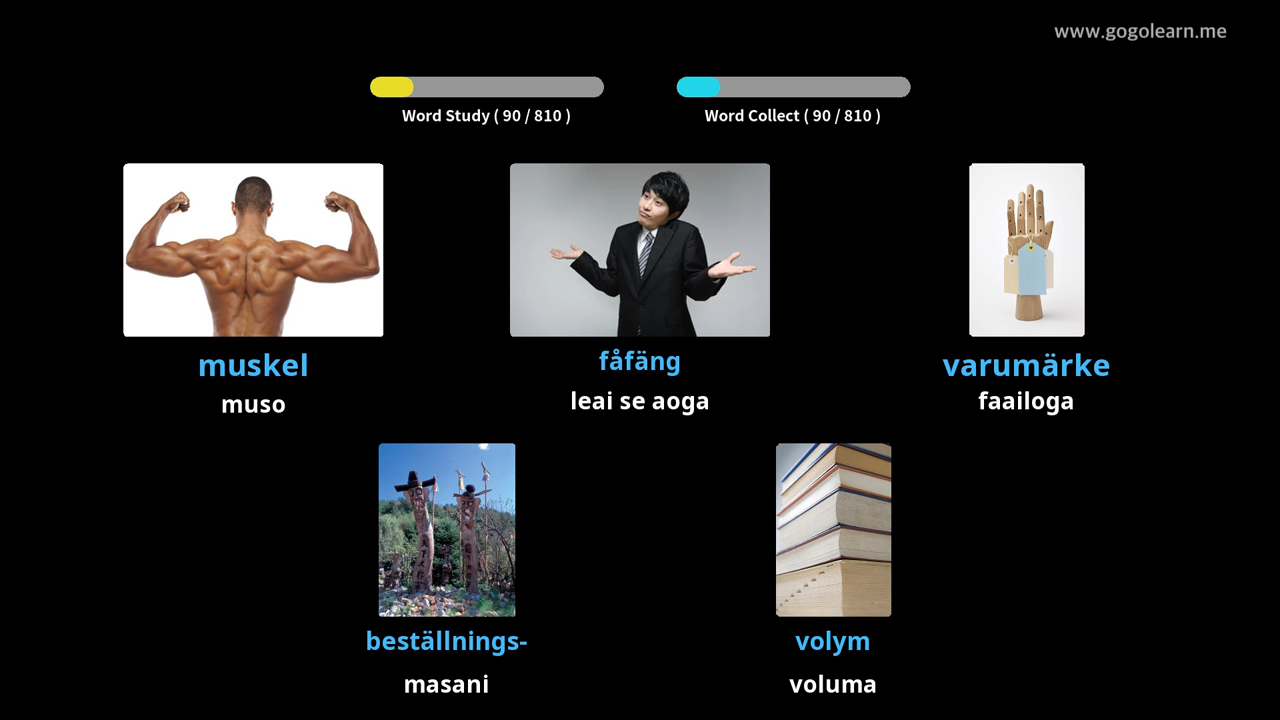 www.gogolearn.me
Word Study ( 90 / 810 )
Word Collect ( 90 / 810 )
muskel
muso
fåfäng
leai se aoga
varumärke
faailoga
beställnings-
masani
volym
voluma